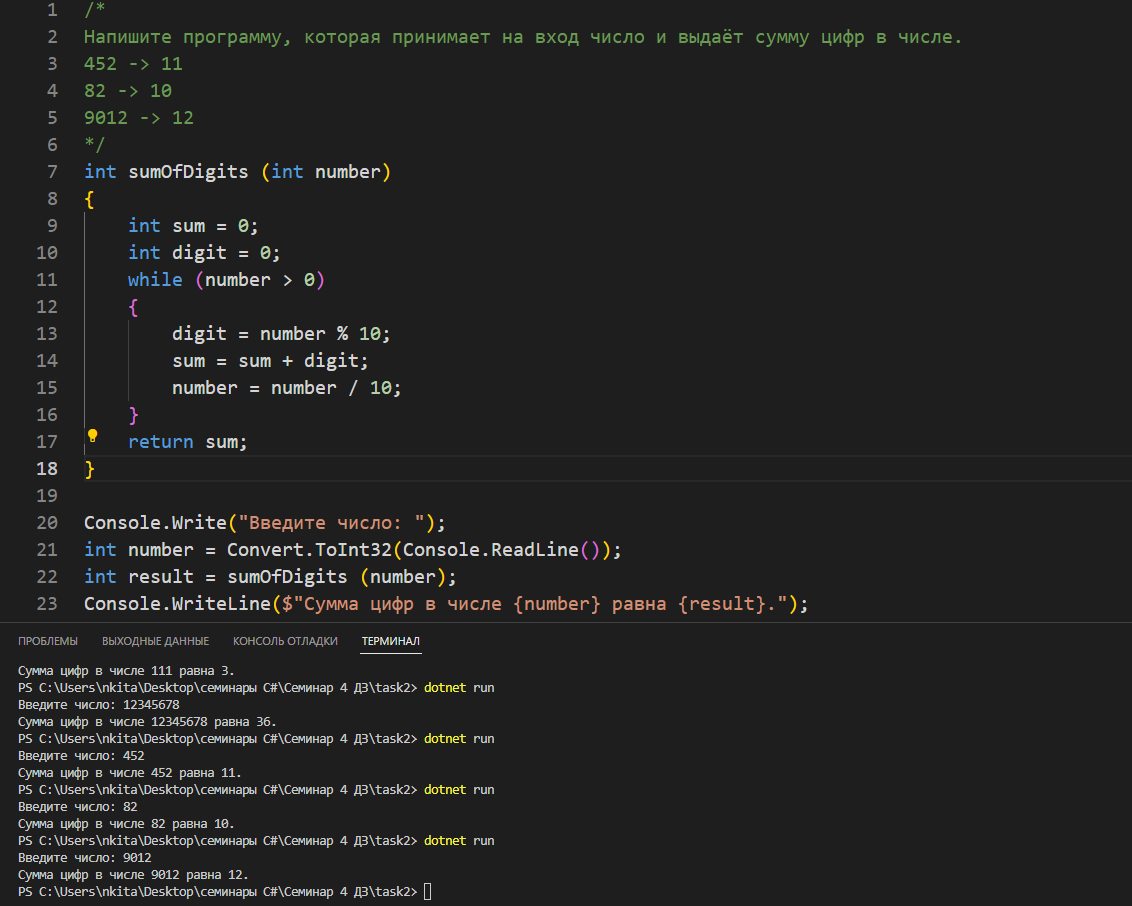 1 /*
2 Напишите программу, которая принимает на вход число и выдаёт сумму цифр в числе.
3 452 -> 11
4 82 -> 10
5 9012 -> 12
6 */
7 int sumOfDigits (int number)
8 {
9 int sum = 0;
10 int digit = 0;
11 while (number > 0)
12 {
13 digit = number % 10;
14 sum = sum + digit;
15 number = number / 10;
16 }
17 return sum;
18 }
19
20 Console.Write("Введите число: ");
21 int number = Convert.ToInt32(Console.ReadLine());
22 int result = sumOfDigits (number);
23 Console.WriteLine($"Сумма цифр в числе {number} равна {result}.");
ПРОБЛЕМЫ ВЫХОДНЫЕ ДАННЫЕ КОНСОЛЬ ОТЛАДКИ ТЕРМИНАЛ
Сумма цифр в числе 111 равна 3.
PS C:\Users\nkita\Desktop\семинары C#\Семинар 4 ДЗ\task2> dotnet run
Введите число: 12345678
Сумма цифр в числе 12345678 равна 36.
PS C:\Users\nkita\Desktop\семинары C#\Семинар 4 ДЗ\task2> dotnet run
Введите число: 452
Сумма цифр в числе 452 равна 11.
PS C:\Users\nkita\Desktop\семинары C#\Семинар 4 ДЗ\task2> dotnet run
Введите число: 82
Сумма цифр в числе 82 равна 10.
PS C:\Users\nkita\Desktop\семинары C#\Семинар 4 ДЗ\task2> dotnet run
Введите число: 9012
Сумма цифр в числе 9012 равна 12.
PS C:\Users\nkita\Desktop\семинары C#\Семинар 4 ДЗ\task2>